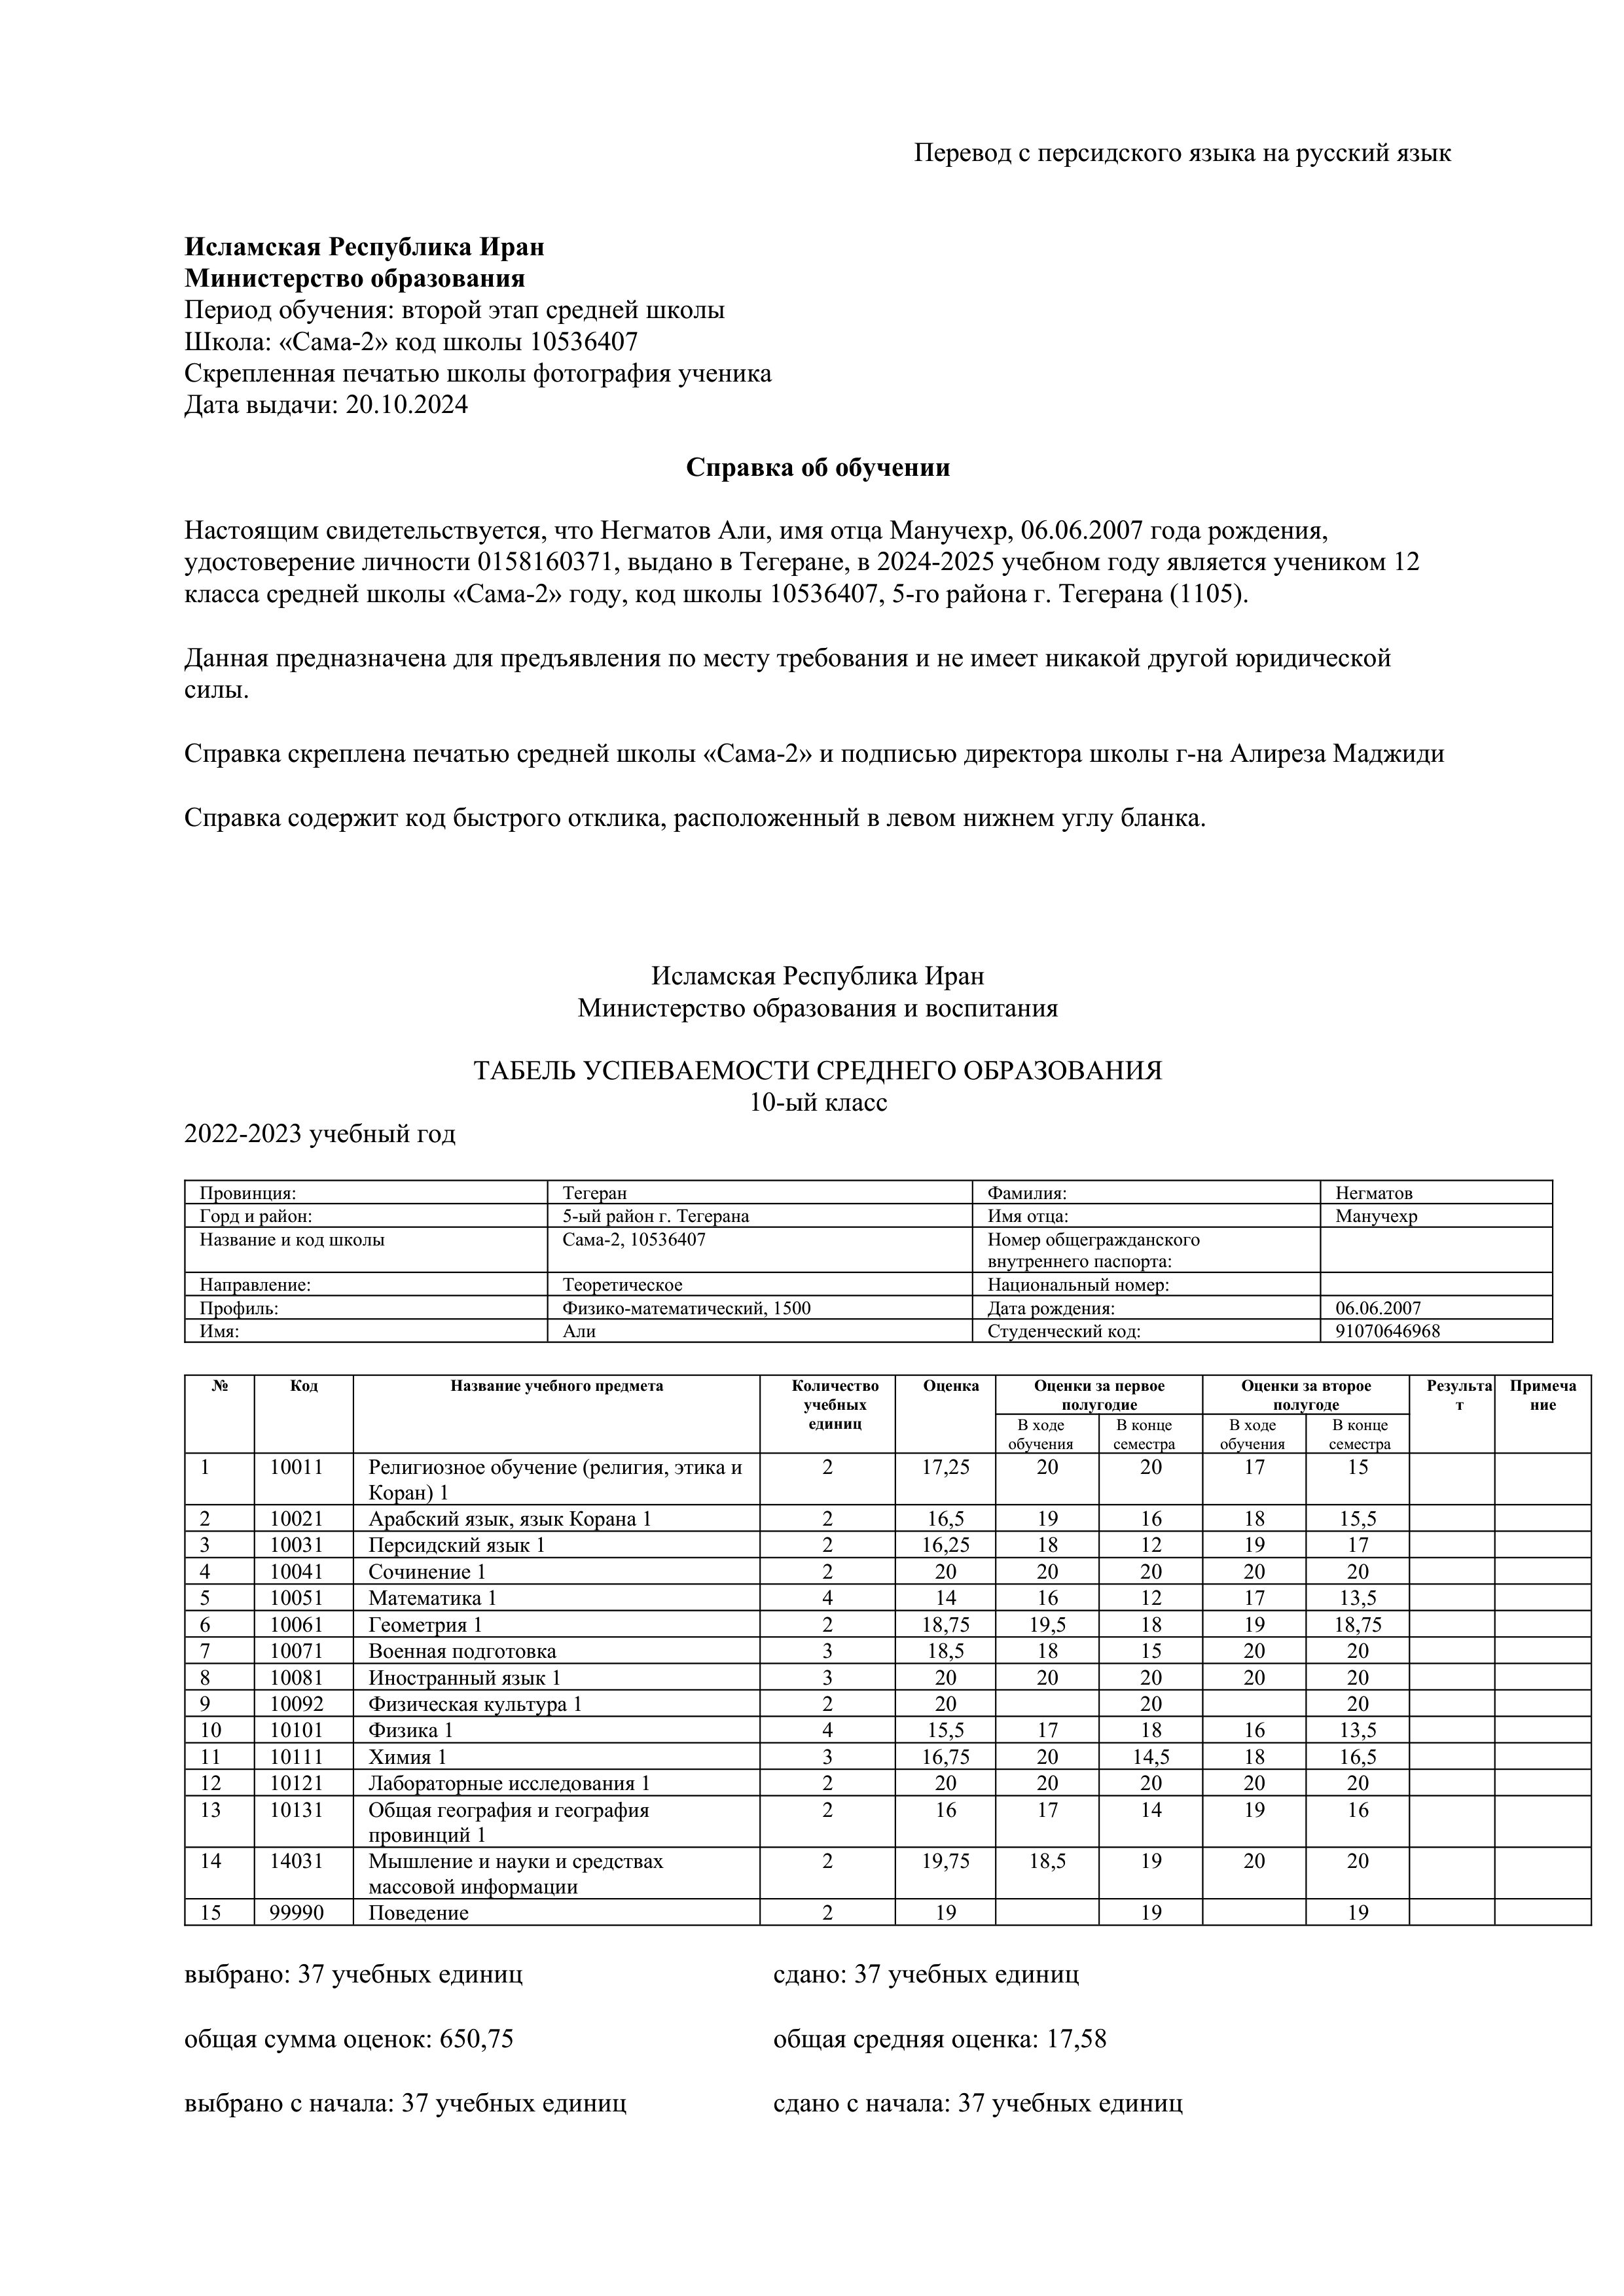 Перевод с персидского языка на русский язык
Исламская Республика Иран
Министерство образования
Период обучения: второй этап средней школы
Школа: «Сама-2» код школы 10536407
Скрепленная печатью школы фотография ученика
Дата выдачи: 20.10.2024
Справка об обучении
Настоящим свидетельствуется, что Негматов Али, имя отца Манучехр, 06.06.2007 года рождения,
удостоверение личности 0158160371, выдано в Тегеране, в 2024-2025 учебном году является учеником 12
класса средней школы «Сама-2» году, код школы 10536407, 5-го района г. Тегерана (1105).
Данная предназначена для предъявления по месту требования и не имеет никакой другой юридической
силы.
Справка скреплена печатью средней школы «Сама-2» и подписью директора школы г-на Алиреза Маджиди
Справка содержит код быстрого отклика, расположенный в левом нижнем углу бланка.
Исламская Республика Иран
Министерство образования и воспитания
ТАБЕЛЬ УСПЕВАЕМОСТИ СРЕДНЕГО ОБРАЗОВАНИЯ
10-ый класс
2022-2023 учебный год
Провинция: Тегеран Фамилия: Негматов
Горд и район: 5-ый район г. Тегерана Имя отца: Манучехр
Название и код школы Сама-2, 10536407 Номер общегражданского
внутреннего паспорта:
Направление: Теоретическое Национальный номер:
Профиль: Физико-математический, 1500 Дата рождения: 06.06.2007
Имя: Али Студенческий код: 91070646968
№ Код Название учебного предмета Количество Оценка Оценки за первое Оценки за второе Результа Примеча
учебных полугодие полугоде т ние
единиц В ходе В конце В ходе В конце
обучения семестра обучения семестра
1 10011 Религиозное обучение (религия, этика и 2 17,25 20 20 17 15
Коран) 1
2 10021 Арабский язык, язык Корана 1 2 16,5 19 16 18 15,5
3 10031 Персидский язык 1 2 16,25 18 12 19 17
4 10041 Сочинение 1 2 20 20 20 20 20
5 10051 Математика 1 4 14 16 12 17 13,5
6 10061 Геометрия 1 2 18,75 19,5 18 19 18,75
7 10071 Военная подготовка 3 18,5 18 15 20 20
8 10081 Иностранный язык 1 3 20 20 20 20 20
9 10092 Физическая культура 1 2 20 20 20
10 10101 Физика 1 4 15,5 17 18 16 13,5
11 10111 Химия 1 3 16,75 20 14,5 18 16,5
12 10121 Лабораторные исследования 1 2 20 20 20 20 20
13 10131 Общая география и география 2 16 17 14 19 16
провинций 1
14 14031 Мышление и науки и средствах 2 19,75 18,5 19 20 20
массовой информации
15 99990 Поведение 2 19 19 19
выбрано: 37 учебных единиц сдано: 37 учебных единиц
общая сумма оценок: 650,75 общая средняя оценка: 17,58
выбрано с начала: 37 учебных единиц сдано с начала: 37 учебных единиц